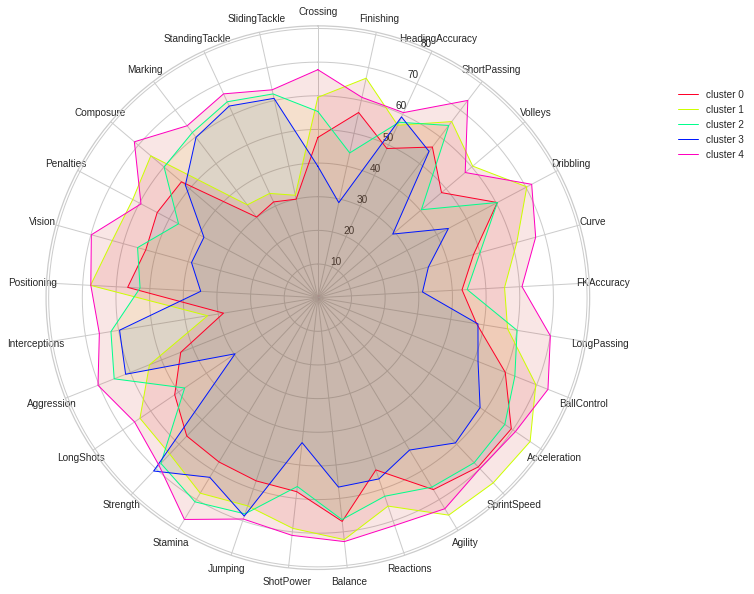 Crossing
Finishing
HeadingAccuracy
ShortPassing
Volleys
Dribbling
Curve
FKAccuracy
LongPassing
BallControl
Acceleration
SprintSpeed
Agility
Reactions
Balance
ShotPower
Jumping
Stamina
Strength
LongShots
Aggression
Interceptions
Positioning
Vision
Penalties
Composure
Marking
StandingTackle
SlidingTackle
10
20
30
40
50
60
70
80
cluster 0
cluster 1
cluster 2
cluster 3
cluster 4